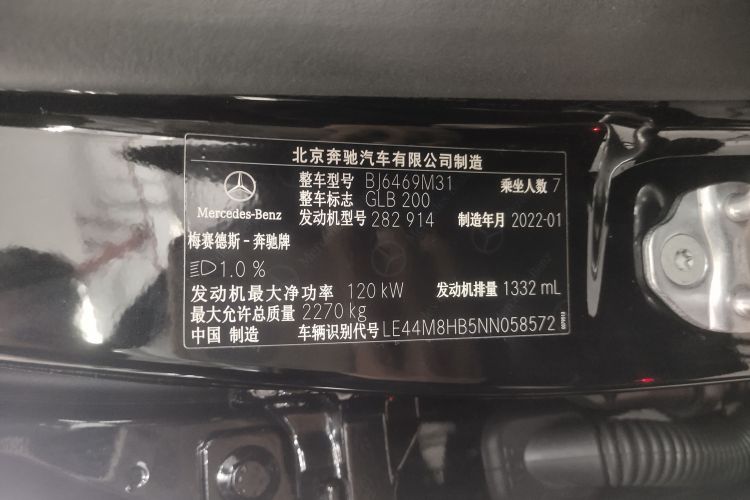 北京奔驰汽车有限公司制造
整车型号 BJ6469M31 乘坐人数 7
整车标志 GLB 200
Mercedes-Benz 发动机型号 282 914 制造年月 2022-01
梅赛德斯-奔驰牌
1.0 %
发动机最大净功率 120 kW 发动机排量 1332 mL
最大允许总质量 2270 kg
中国 制造 车辆识别代号 LE44M8HB5NN058572